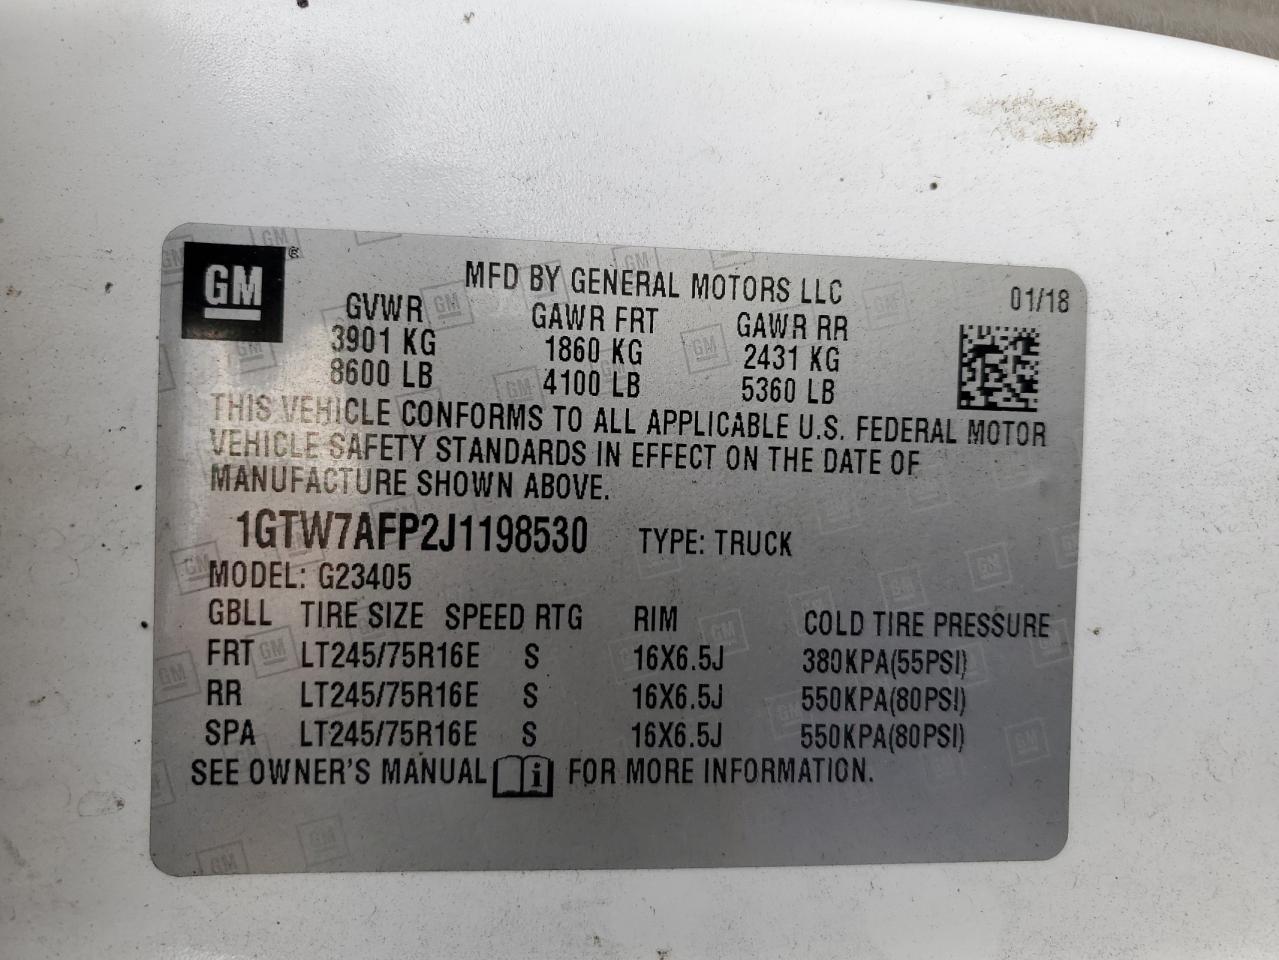 GM®
MFD BY GENERAL MOTORS LLC
01/18
GVWR GAWR FRT GAWR RR
3901 KG 1860 KG 2431 KG
8600 LB 4100 LB 5360 LB
THIS VEHICLE CONFORMS TO ALL APPLICABLE U.S. FEDERAL MOTOR
VEHICLE SAFETY STANDARDS IN EFFECT ON THE DATE OF
MANUFACTURE SHOWN ABOVE.
1GTW7AFP2J1198530 TYPE: TRUCK
MODEL: G23405
GBLL TIRE SIZE SPEED RTG RIM COLD TIRE PRESSURE
FRT LT245/75R16E S 16X6.5J 380KPA(55PSI)
RR LT245/75R16E S 16X6.5J 550KPA(80PSI)
SPA LT245/75R16E S 16X6.5J 550KPA(80PSI)
SEE OWNER'S MANUAL i FOR MORE INFORMATION.